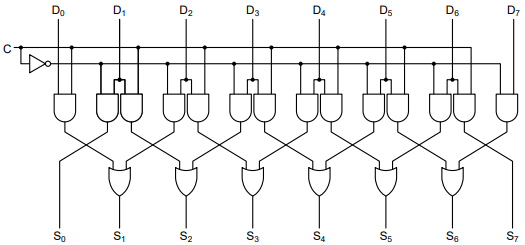 D0 D1 D2 D3 D4 D5 D6 D7
C
S0 S1 S2 S3 S4 S5 S6 S7